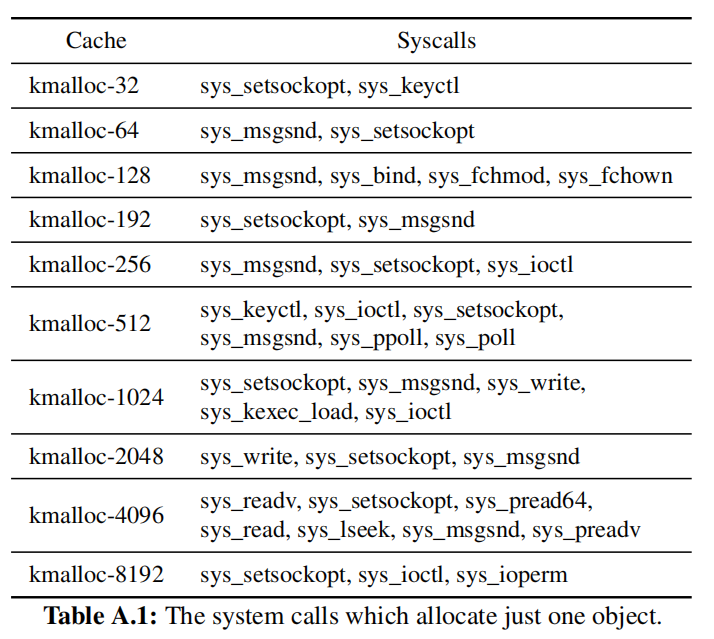 Cache Syscalls
kmalloc-32 sys_setsockopt, sys_keyctl
kmalloc-64 sys_msgsnd, sys_setsockopt
kmalloc-128 sys_msgsnd, sys_bind, sys_fchmod, sys_fchown
kmalloc-192 sys_setsockopt, sys_msgsnd
kmalloc-256 sys_msgsnd, sys_setsockopt, sys_ioctl
kmalloc-512 sys_keyctl, sys_ioctl, sys_setsockopt,
sys_msgsnd, sys_ppoll, sys_poll
kmalloc-1024 sys_setsockopt, sys_msgsnd, sys_write,
sys_kexec_load, sys_ioctl
kmalloc-2048 sys_write, sys_setsockopt, sys_msgsnd
kmalloc-4096 sys_readv, sys_setsockopt, sys_pread64,
sys_read, sys_lseek, sys_msgsnd, sys_preadv
kmalloc-8192 sys_setsockopt, sys_ioctl, sys_ioperm
Table A.1: The system calls which allocate just one object.